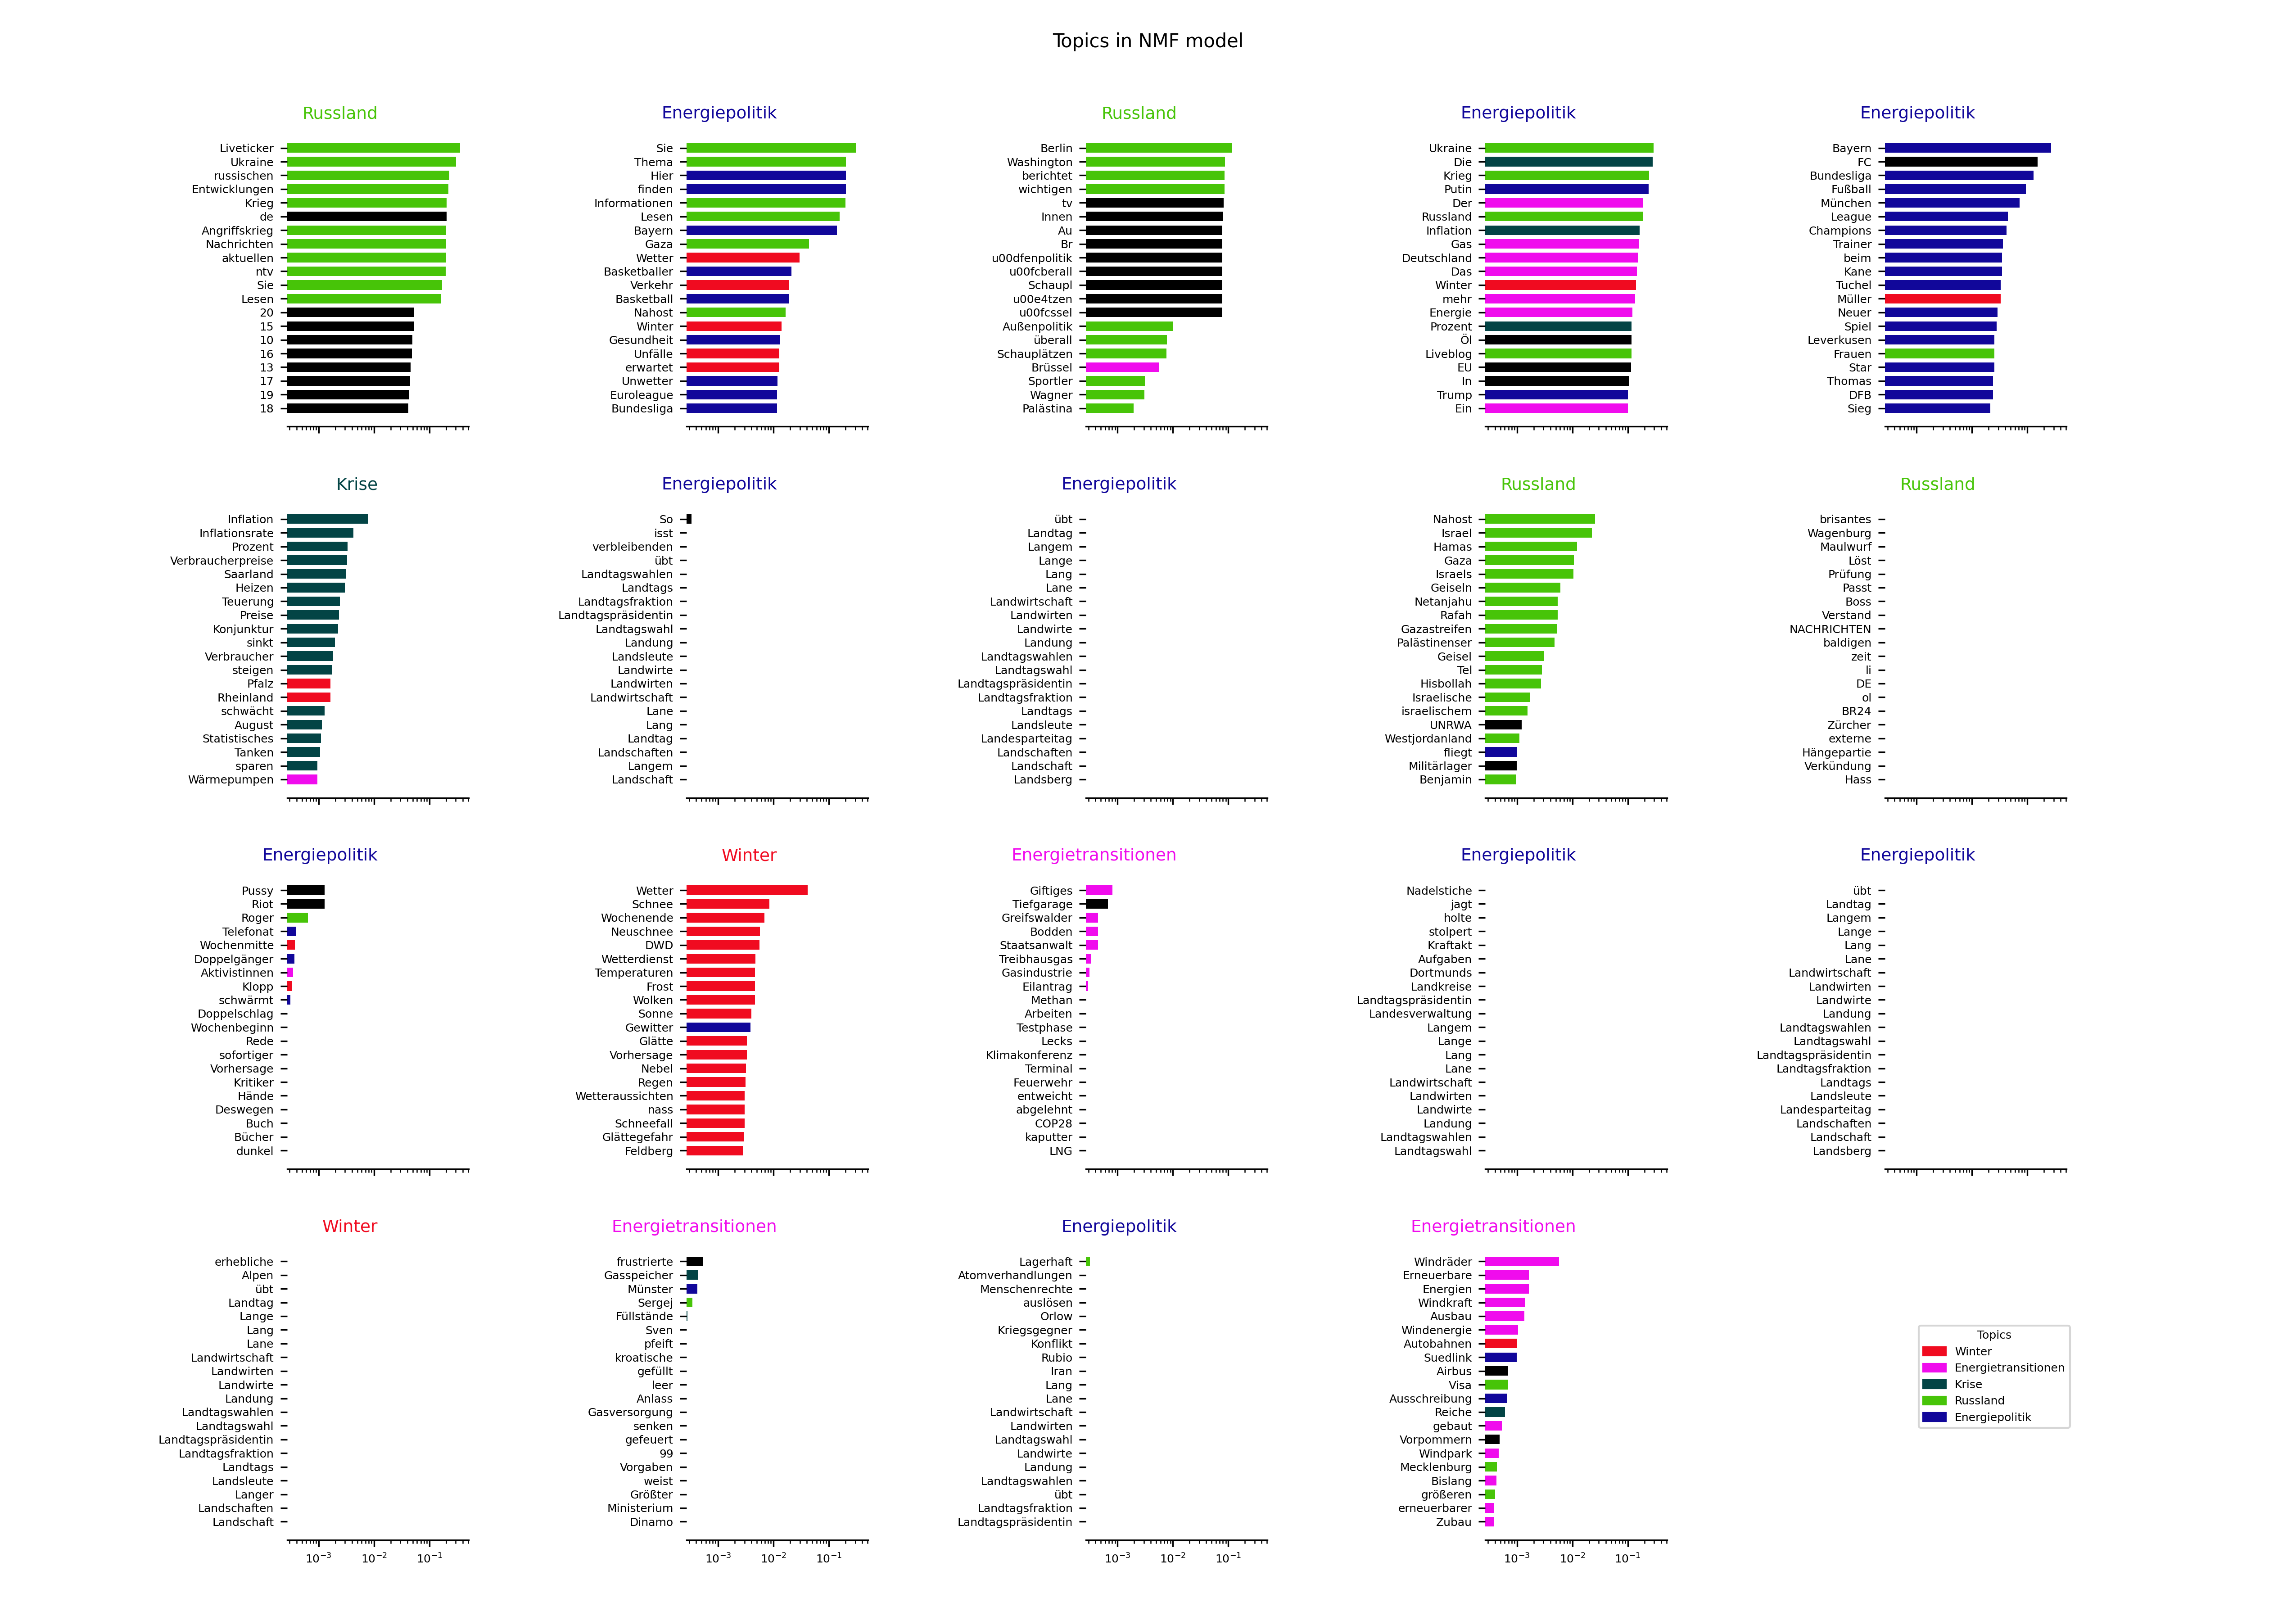 Topics in NMF model
Russland
Liveticker
Ukraine
russischen
Entwicklungen
Krieg
de
Angriffskrieg
Nachrichten
aktuellen
ntv
Sie
Lesen
20
15
10
16
13
17
19
18
Energiepolitik
Sie
Thema
Hier
finden
Informationen
Lesen
Bayern
Gaza
Wetter
Basketballer
Verkehr
Basketball
Nahost
Winter
Gesundheit
Unfälle
erwartet
Unwetter
Euroleague
Bundesliga
Russland
Berlin
Washington
berichtet
wichtigen
tv
Innen
Au
Br
u00dfenpolitik
u00fcberall
Schaupl
u00e4tzen
u00fcssel
Außenpolitik
überall
Schauplätzen
Brüssel
Sportler
Wagner
Palästina
Energiepolitik
Ukraine
Die
Krieg
Putin
Der
Russland
Inflation
Gas
Deutschland
Das
Winter
mehr
Energie
Prozent
Öl
Liveblog
EU
In
Trump
Ein
Energiepolitik
Bayern
FC
Bundesliga
Fußball
München
League
Champions
Trainer
beim
Kane
Tuchel
Müller
Neuer
Spiel
Leverkusen
Frauen
Star
Thomas
DFB
Sieg
Krise
Inflation
Inflationsrate
Prozent
Verbraucherpreise
Saarland
Heizen
Teuerung
Preise
Konjunktur
sinkt
Verbraucher
steigen
Pfalz
Rheinland
schwächt
August
Statistisches
Tanken
sparen
Wärmepumpen
Energiepolitik
So
isst
verbleibenden
übt
Landtagswahlen
Landtags
Landtagsfraktion
Landtagspräsidentin
Landtagswahl
Landung
Landsleute
Landwirte
Landwirten
Landwirtschaft
Lane
Lang
Landtag
Landschaften
Langem
Landschaft
Energiepolitik
übt
Landtag
Langem
Lange
Lang
Lane
Landwirtschaft
Landwirten
Landwirte
Landung
Landtagswahlen
Landtagswahl
Landtagspräsidentin
Landtagsfraktion
Landtags
Landsleute
Landesparteitag
Landschaften
Landschaft
Landsberg
Russland
Nahost
Israel
Hamas
Gaza
Israels
Geiseln
Netanjahu
Rafah
Gazastreifen
Palästinenser
Geisel
Tel
Hisbollah
Israelische
israelischem
UNRWA
Westjordanland
fliegt
Militärlager
Benjamin
Russland
brisantes
Wagenburg
Maulwurf
Löst
Prüfung
Passt
Boss
Verstand
NACHRICHTEN
baldigen
zeit
li
DE
ol
BR24
Zürcher
externe
Hängepartie
Verkündung
Hass
Energiepolitik
Pussy
Riot
Roger
Telefonat
Wochenmitte
Doppelgänger
Aktivistinnen
Klopp
schwärmt
Doppelschlag
Wochenbeginn
Rede
sofortiger
Vorhersage
Kritiker
Hände
Deswegen
Buch
Bücher
dunkel
Winter
Wetter
Schnee
Wochenende
Neuschnee
DWD
Wetterdienst
Temperaturen
Frost
Wolken
Sonne
Gewitter
Glätte
Vorhersage
Nebel
Regen
Wetteraussichten
nass
Schneefall
Glättegefahr
Feldberg
Energietransitionen
Giftiges
Tiefgarage
Greifswalder
Bodden
Staatsanwalt
Treibhausgas
Gasindustrie
Eilantrag
Methan
Arbeiten
Testphase
Lecks
Klimakonferenz
Terminal
Feuerwehr
entweicht
abgelehnt
COP28
kaputter
LNG
Energiepolitik
Nadelstiche
jagt
holte
stolpert
Kraftakt
Aufgaben
Dortmunds
Landkreise
Landtagspräsidentin
Landesverwaltung
Langem
Lange
Lang
Lane
Landwirtschaft
Landwirten
Landwirte
Landung
Landtagswahlen
Landtagswahl
Energiepolitik
übt
Landtag
Langem
Lange
Lang
Lane
Landwirtschaft
Landwirten
Landwirte
Landung
Landtagswahlen
Landtagswahl
Landtagspräsidentin
Landtagsfraktion
Landtags
Landsleute
Landesparteitag
Landschaften
Landschaft
Landsberg
Winter
erhebliche
Alpen
übt
Landtag
Lange
Lang
Lane
Landwirtschaft
Landwirten
Landwirte
Landung
Landtagswahlen
Landtagswahl
Landtagspräsidentin
Landtagsfraktion
Landtags
Landsleute
Langer
Landschaften
Landschaft
10⁻³ 10⁻² 10⁻¹
Energietransitionen
frustrierte
Gasspeicher
Münster
Sergej
Füllstände
Sven
pfeift
kroatische
gefüllt
leer
Anlass
Gasversorgung
senken
gefeuert
99
Vorgaben
weist
Größter
Ministerium
Dinamo
10⁻³ 10⁻² 10⁻¹
Energiepolitik
Lagerhaft
Atomverhandlungen
Menschenrechte
auslösen
Orlow
Kriegsgegner
Konflikt
Rubio
Iran
Lang
Lane
Landwirtschaft
Landwirten
Landtagswahl
Landwirte
Landung
Landtagswahlen
übt
Landtagsfraktion
Landtagspräsidentin
10⁻³ 10⁻² 10⁻¹
Energietransitionen
Windräder
Erneuerbare
Energien
Windkraft
Ausbau
Windenergie
Autobahnen
Suedlink
Airbus
Visa
Ausschreibung
Reiche
gebaut
Vorpommern
Windpark
Mecklenburg
Bislang
größeren
erneuerbarer
Zubau
10⁻³ 10⁻² 10⁻¹
Topics
Winter
Energietransitionen
Krise
Russland
Energiepolitik